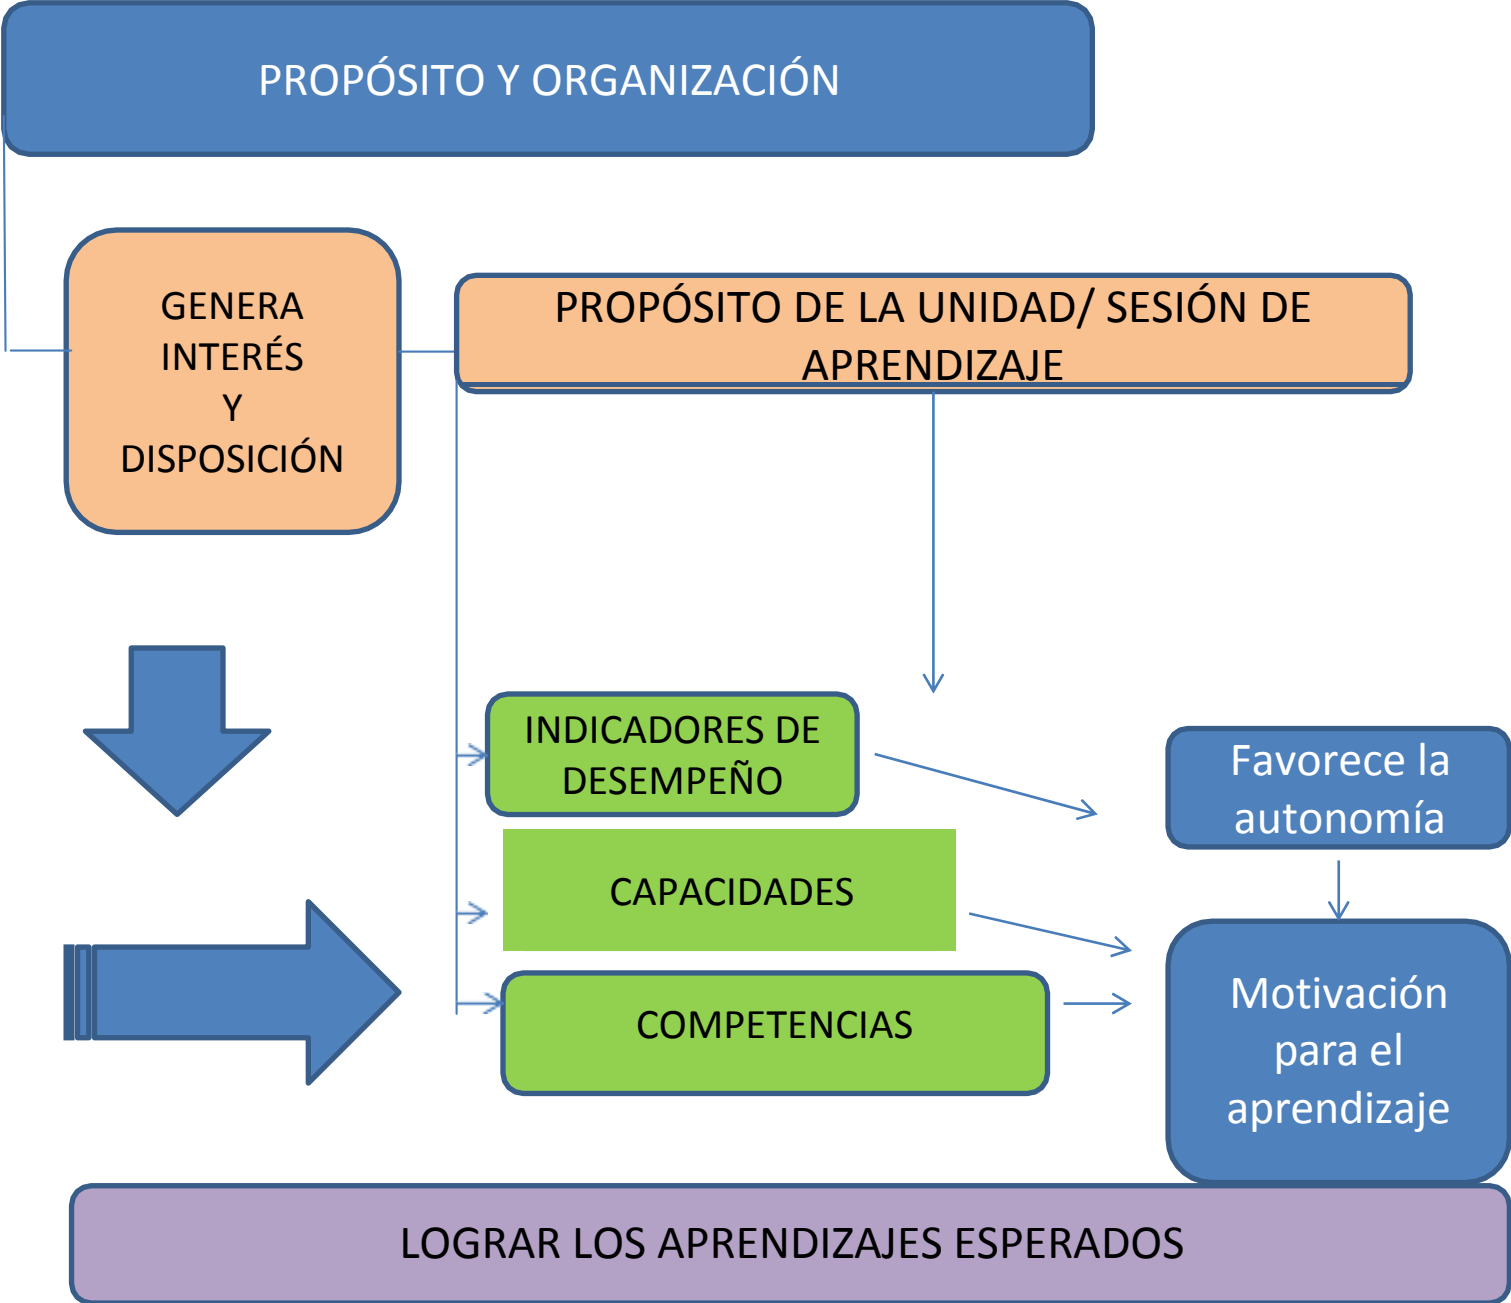 PROPÓSITO Y ORGANIZACIÓN
GENERA
INTERÉS
Y
DISPOSICIÓN
PROPÓSITO DE LA UNIDAD/ SESIÓN DE
APRENDIZAJE
INDICADORES DE
DESEMPEÑO
CAPACIDADES
COMPETENCIAS
Favorece la
autonomía
Motivación
para el
aprendizaje
LOGRAR LOS APRENDIZAJES ESPERADOS